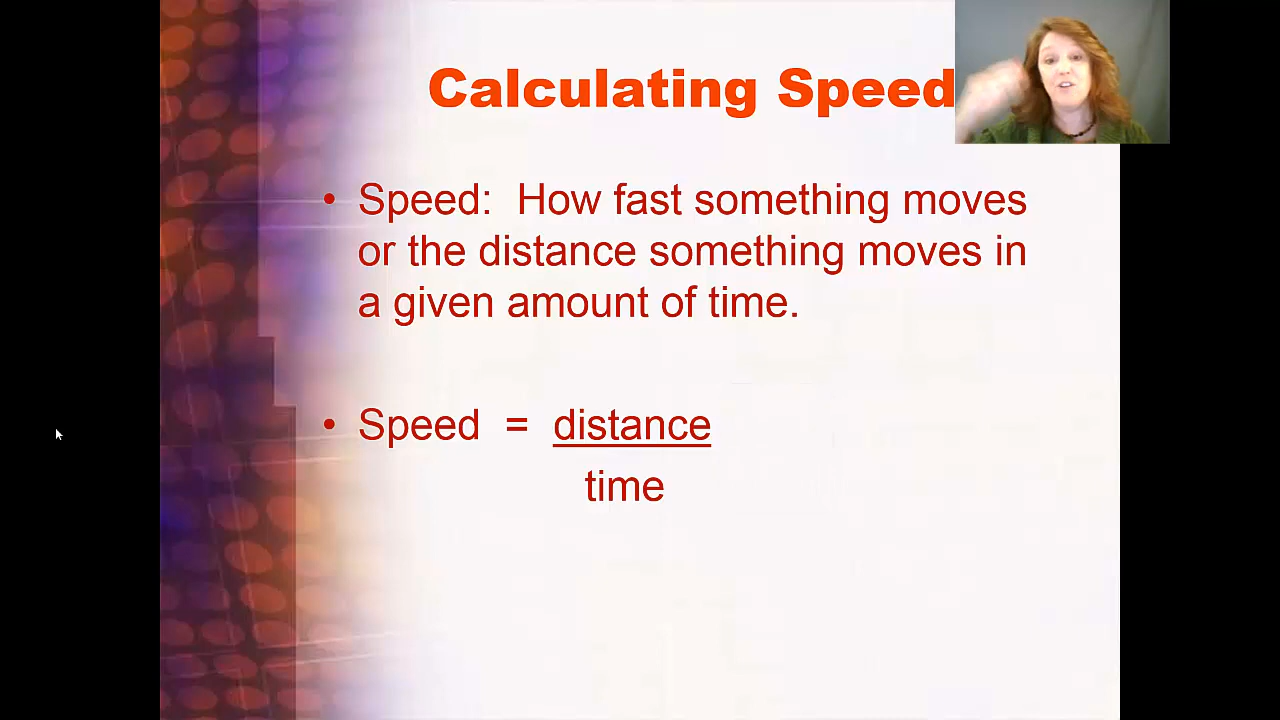 Calculating Speed
• Speed: How fast something moves
or the distance something moves in
a given amount of time.
• Speed = distance
time